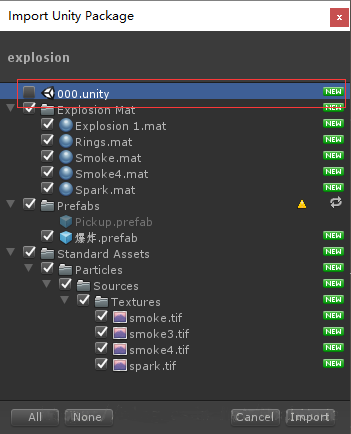 Import Unity Package
x
explosion
000.unity NEW
Explosion Mat NEW
Explosion 1.mat NEW
Rings.mat NEW
Smoke.mat NEW
Smoke4.mat NEW
Spark.mat NEW
Prefabs
Pickup.prefab
爆炸.prefab NEW
Standard Assets NEW
Particles NEW
Sources NEW
Textures NEW
smoke.tif NEW
smoke3.tif NEW
smoke4.tif NEW
spark.tif NEW
All None Cancel Import